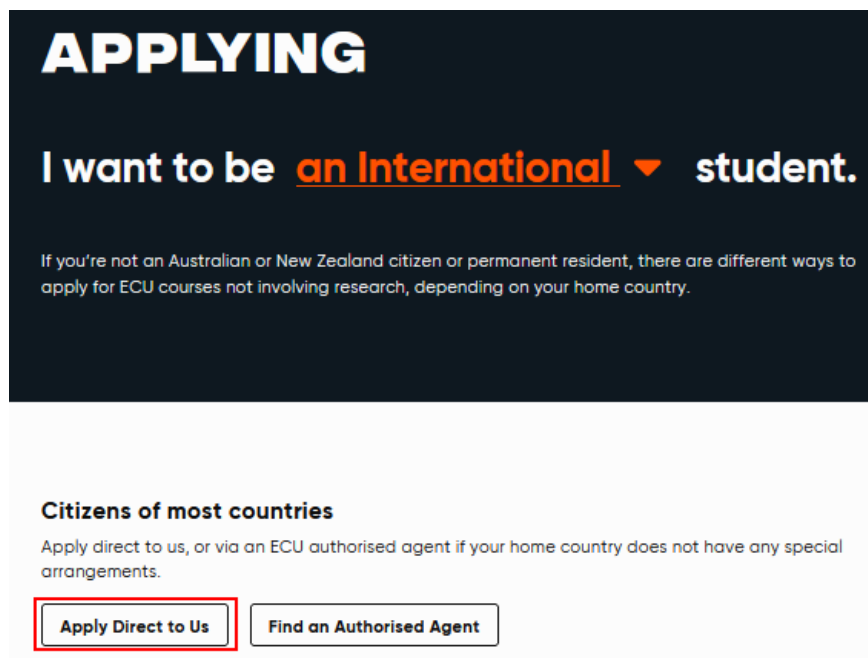 APPLYING
I want to be an International student.
If you're not an Australian or New Zealand citizen or permanent resident, there are different ways to
apply for ECU courses not involving research, depending on your home country.
Citizens of most countries
Apply direct to us, or via an ECU authorised agent if your home country does not have any special
arrangements.
Apply Direct to Us Find an Authorised Agent